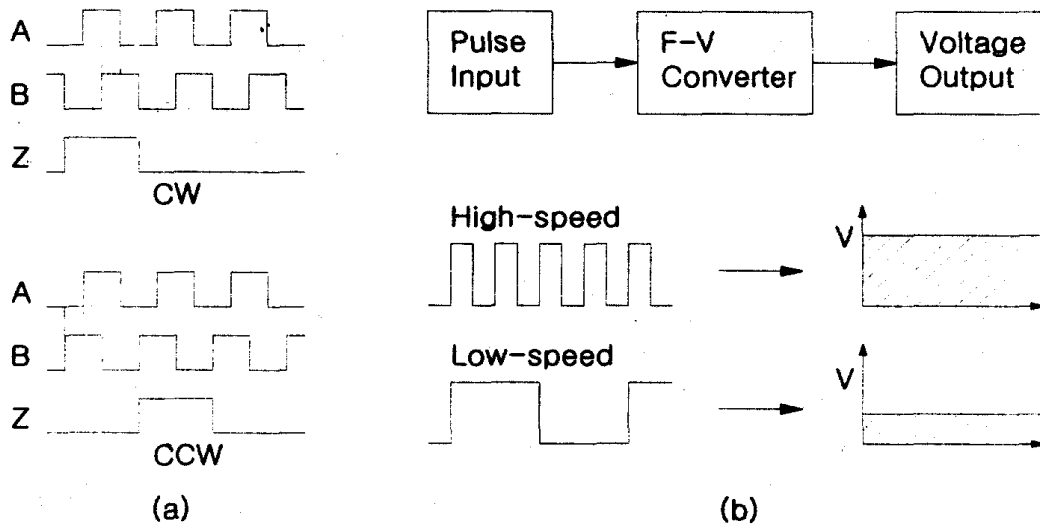 A
B
Z
CW
A
B
Z
CCW
(a)
Pulse
Input
F-V
Converter
Voltage
Output
High-speed
V
Low-speed
V
(b)